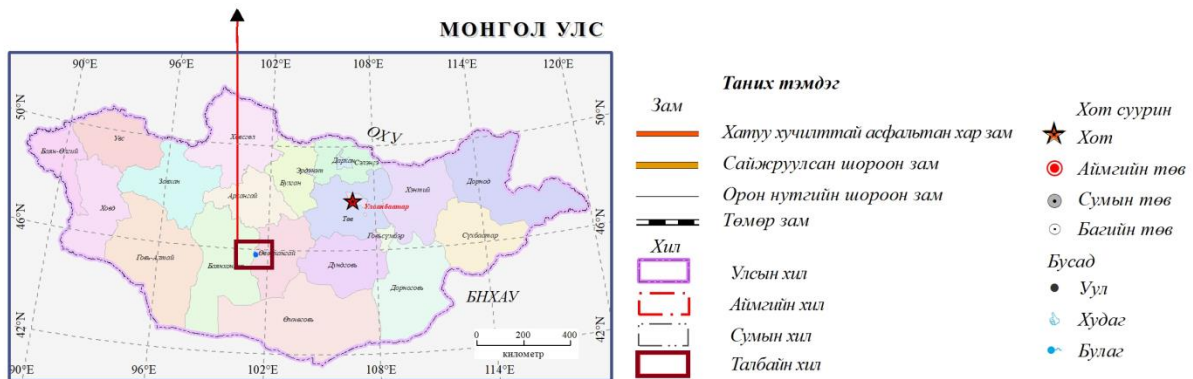 МОНГОЛ УЛС
90°E 96°E 102°E 108°E 114°E 120°E
50°N 50°N
46°N 46°N
42°N 42°N
90°E 96°E 102°E 108°E 114°E
ОХУ
БНХАУ
Баян-Өлгий
Увс
Ховд
Завхан
Хөвсгөл
Говь-Алтай
Архангай
Булган
Дархан
Төв
Улаанбаатар
Хэнтий
Дорнод
Сүхбаатар
Говьсүмбэр
Дундговь
Дорноговь
Өмнөговь
0 200 400
километр
Таних тэмдэг
Зам
Хатуу хучилттай асфальтан хар зам
Сайжруулсан шороон зам
Орон нутгийн шороон зам
Төмөр зам
Хил
Улсын хил
Аймгийн хил
Сумын хил
Талбайн хил
Хот суурин
Хот
Аймгийн төв
Сумын төв
Багийн төв
Бусад
Уул
Худаг
Булаг